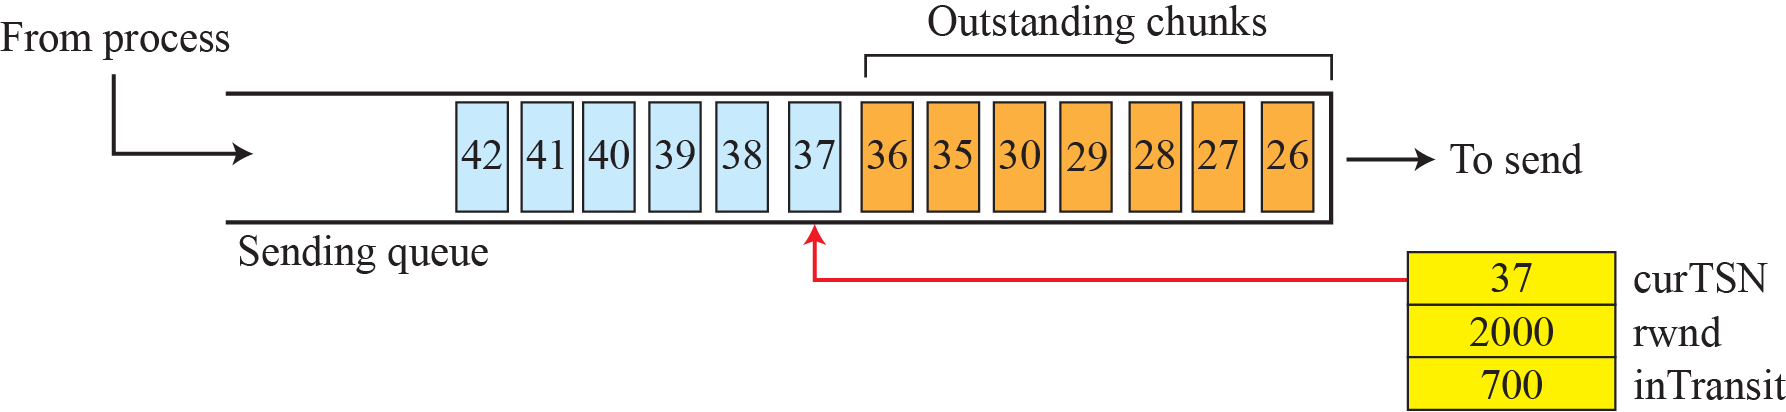 Outstanding chunks
From process
42 41 40 39 38 37 36 35 30 29 28 27 26
To send
Sending queue
37 curTSN
2000 rwnd
700 inTransit